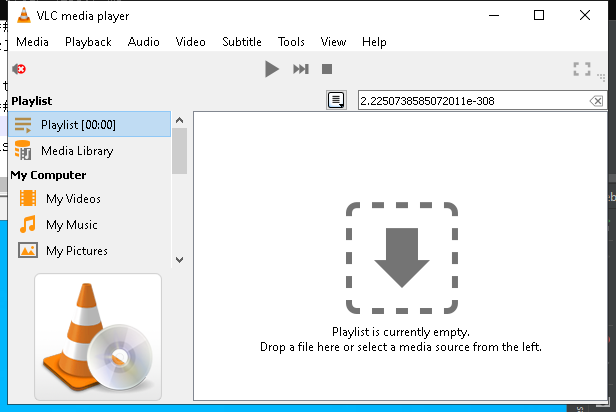 VLC media player
Media Playback Audio Video Subtitle Tools View Help
Playlist
2.2250738585072011e-308
Playlist [00:00]
Media Library
My Computer
My Videos
My Music
My Pictures
Playlist is currently empty.
Drop a file here or select a media source from the left.